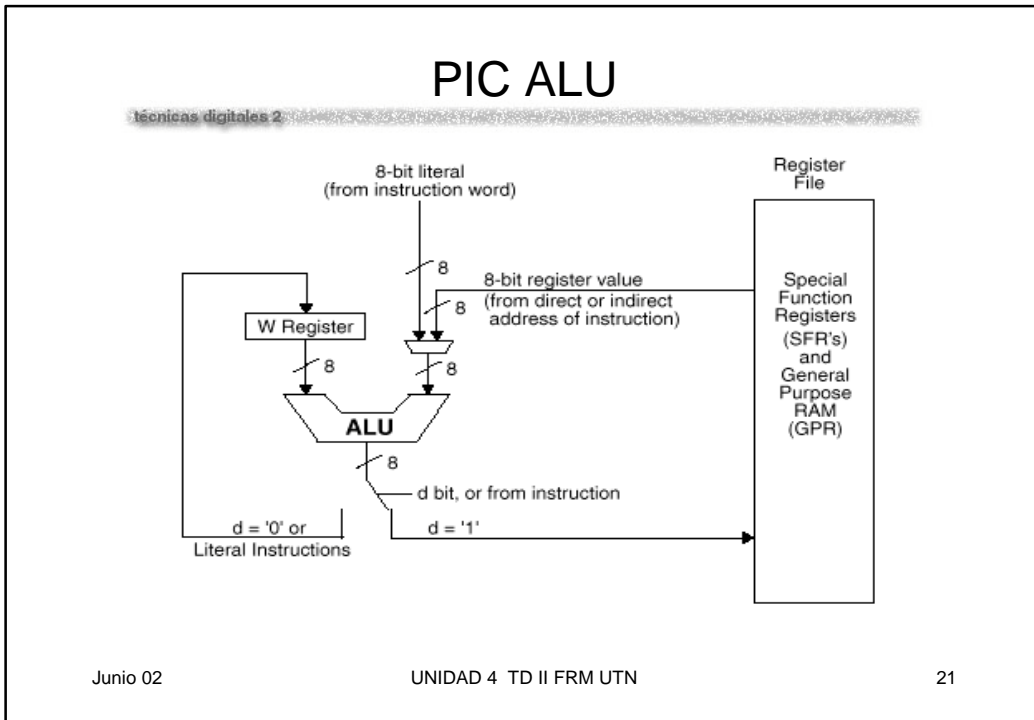 PIC ALU
técnicas digitales 2
8-bit literal
(from instruction word)
Register
File
8
8-bit register value
8
(from direct or indirect
address of instruction)
W Register
8
8
Special
Function
Registers
(SFR's)
and
General
Purpose
RAM
(GPR)
ALU
8
d bit, or from instruction
d = '0' or
Literal Instructions
d = '1'
Junio 02
UNIDAD 4 TD II FRM UTN
21